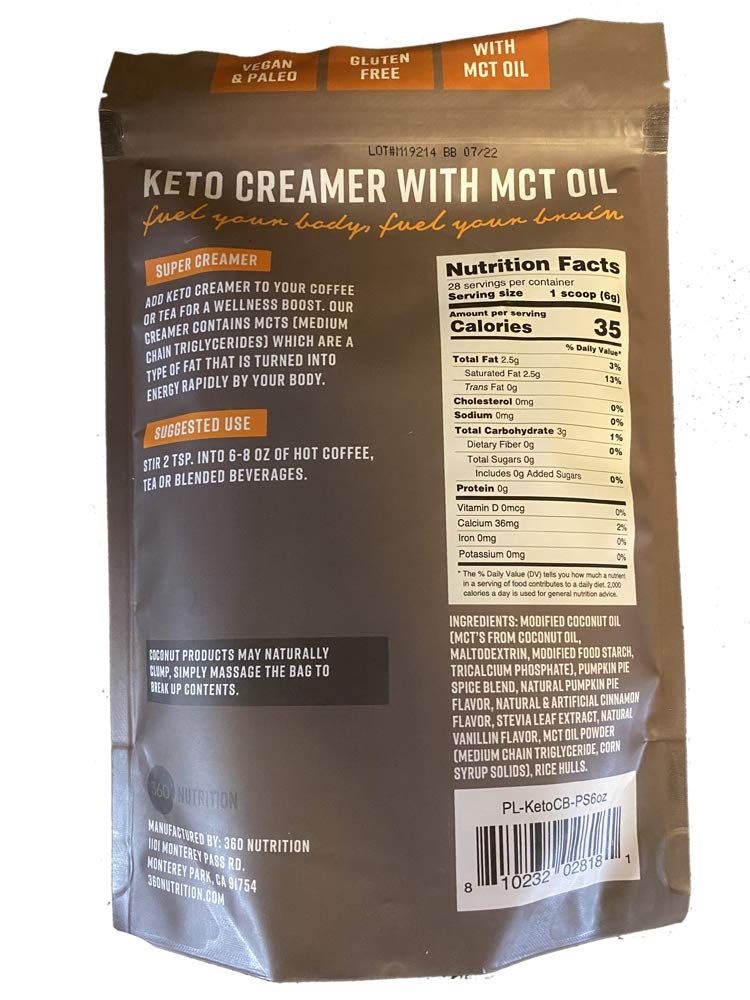 VEGAN
& PALEO
GLUTEN
FREE
WITH
MCT OIL
LOT#M119214 BB 07/22
KETO CREAMER WITH MCT OIL
fuel your body, fuel your brain
SUPER CREAMER
ADD KETO CREAMER TO YOUR COFFEE
OR TEA FOR A WELLNESS BOOST. OUR
CREAMER CONTAINS MCTS (MEDIUM
CHAIN TRIGLYCERIDES) WHICH ARE A
TYPE OF FAT THAT IS TURNED INTO
ENERGY RAPIDLY BY YOUR BODY.
SUGGESTED USE
STIR 2 TSP. INTO 6-8 OZ OF HOT COFFEE,
TEA OR BLENDED BEVERAGES.
COCONUT PRODUCTS MAY NATURALLY
CLUMP, SIMPLY MASSAGE THE BAG TO
BREAK UP CONTENTS.
360 NUTRITION
MANUFACTURED BY: 360 NUTRITION
1101 MONTEREY PASS RD.
MONTEREY PARK, CA 91754
360NUTRITION.COM
Nutrition Facts
28 servings per container
Serving size 1 scoop (6g)
Amount per serving
Calories 35
% Daily Value*
Total Fat 2.5g 3%
Saturated Fat 2.5g 13%
Trans Fat 0g
Cholesterol 0mg 0%
Sodium 0mg 0%
Total Carbohydrate 3g 1%
Dietary Fiber 0g 0%
Total Sugars 0g
Includes 0g Added Sugars 0%
Protein 0g
Vitamin D 0mcg 0%
Calcium 36mg 2%
Iron 0mg 0%
Potassium 0mg 0%
* The % Daily Value (DV) tells you how much a nutrient
in a serving of food contributes to a daily diet. 2,000
calories a day is used for general nutrition advice.
INGREDIENTS: MODIFIED COCONUT OIL
(MCT'S FROM COCONUT OIL,
MALTODEXTRIN, MODIFIED FOOD STARCH,
TRICALCIUM PHOSPHATE), PUMPKIN PIE
SPICE BLEND, NATURAL PUMPKIN PIE
FLAVOR, NATURAL & ARTIFICIAL CINNAMON
FLAVOR, STEVIA LEAF EXTRACT, NATURAL
VANILLIN FLAVOR, MCT OIL POWDER
(MEDIUM CHAIN TRIGLYCERIDE, CORN
SYRUP SOLIDS), RICE HULLS.
PL-KetoCB-PS6oz
8 10232 02818 1